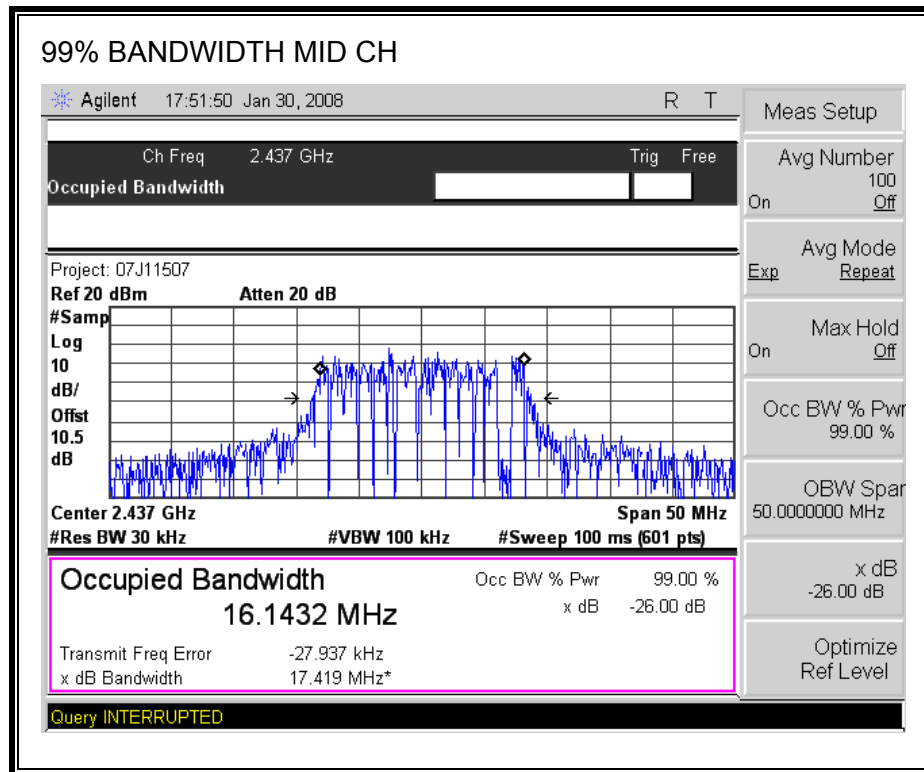 99% BANDWIDTH MID CH
Agilent 17:51:50 Jan 30, 2008 R T
Ch Freq 2.437 GHz Trig Free
Occupied Bandwidth
Project: 07J11507
Ref 20 dBm Atten 20 dB
#Samp
Log
10
dB/
Offst
10.5
dB
Center 2.437 GHz Span 50 MHz
#Res BW 30 kHz #VBW 100 kHz #Sweep 100 ms (601 pts)
Occupied Bandwidth
16.1432 MHz
Occ BW % Pwr 99.00 %
x dB -26.00 dB
Transmit Freq Error -27.937 kHz
x dB Bandwidth 17.419 MHz*
Query INTERRUPTED
Meas Setup
Avg Number
100
On Off
Avg Mode
Exp Repeat
Max Hold
On Off
Occ BW % Pwr
99.00 %
OBW Span
50.0000000 MHz
x dB
-26.00 dB
Optimize
Ref Level